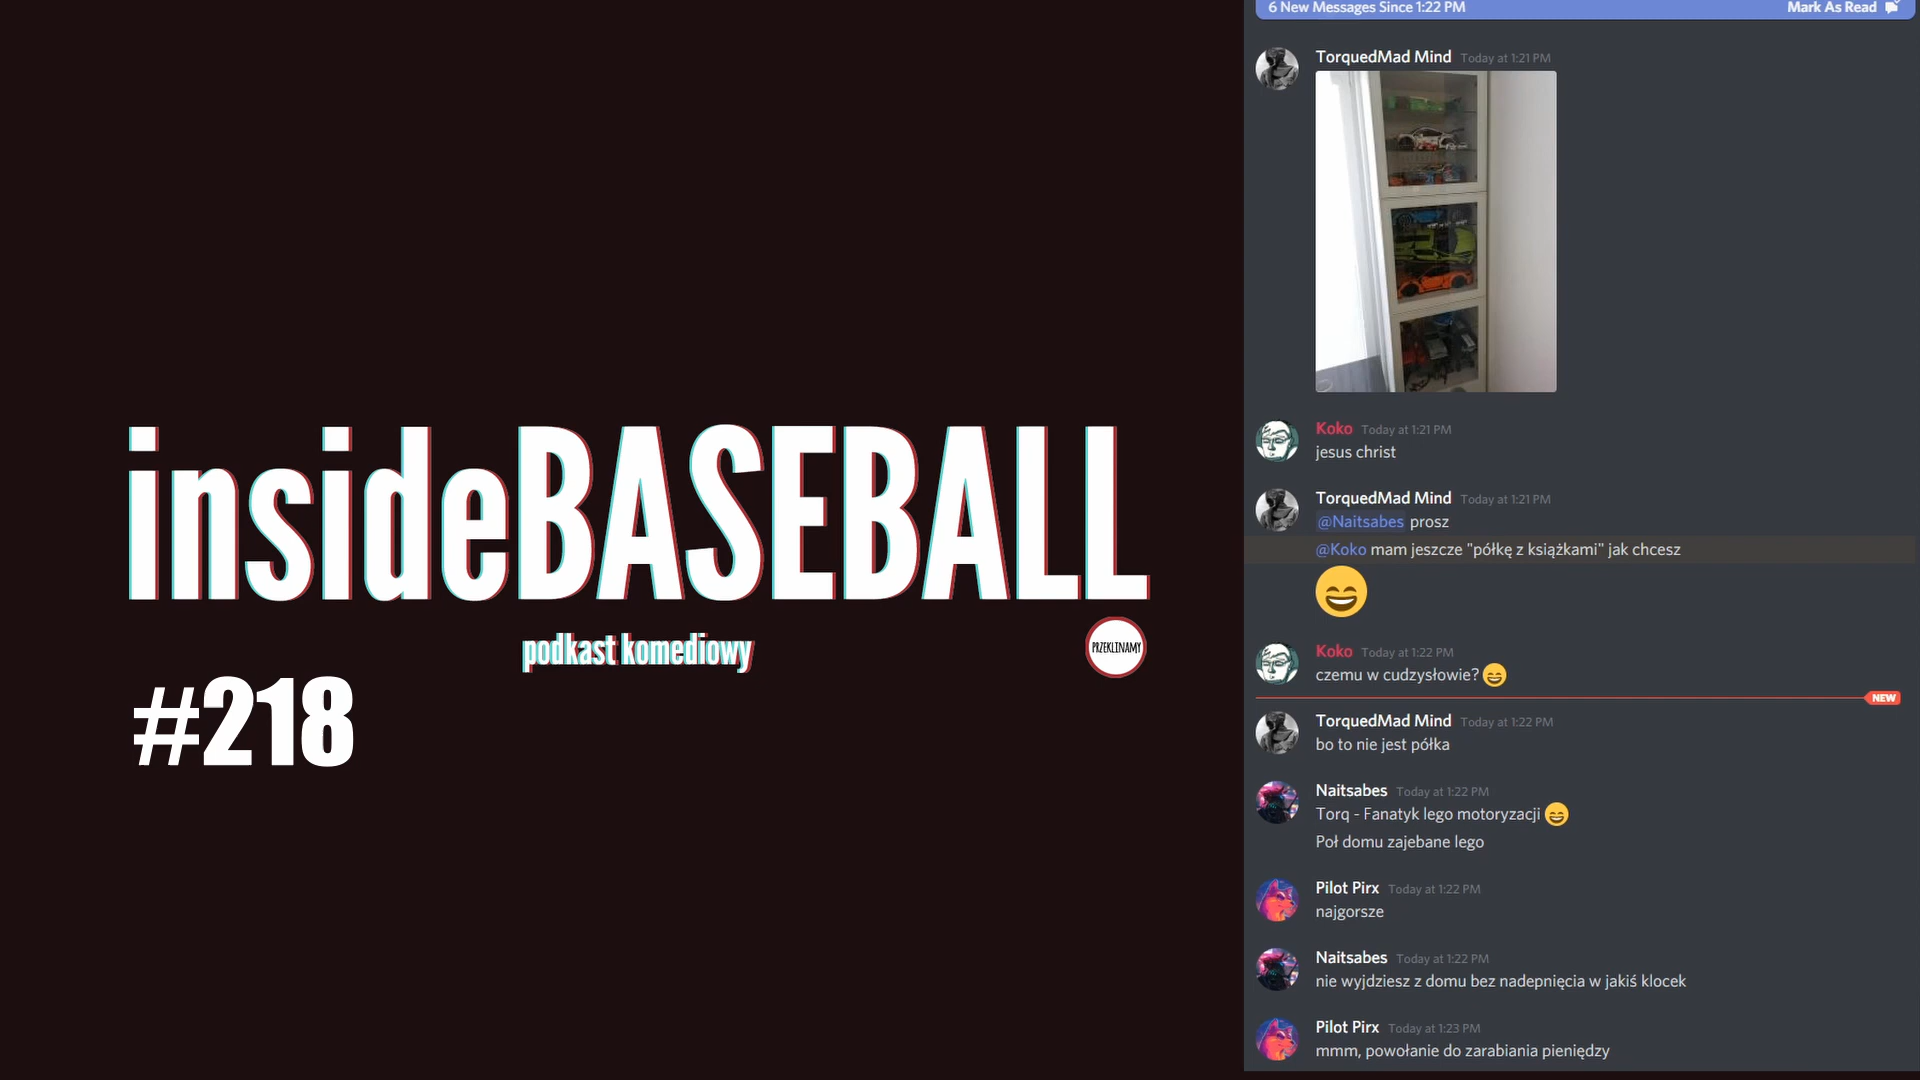 insideBASEBALL
podkast komediowy
PRZEKLINAMY
#218
6 New Messages Since 1:22 PM Mark As Read
TorquedMad Mind Today at 1:21 PM
Koko Today at 1:21 PM
jesus christ
TorquedMad Mind Today at 1:21 PM
@Naitsabes prosz
@Koko mam jeszcze "półkę z książkami" jak chcesz
Koko Today at 1:22 PM
czemu w cudzysłowie?
NEW
TorquedMad Mind Today at 1:22 PM
bo to nie jest półka
Naitsabes Today at 1:22 PM
Torq - Fanatyk lego motoryzacji
Poł domu zajebane lego
Pilot Pirx Today at 1:22 PM
najgorsze
Naitsabes Today at 1:22 PM
nie wyjdziesz z domu bez nadepnięcia w jakiś klocek
Pilot Pirx Today at 1:23 PM
mmm, powołanie do zarabiania pieniędzy